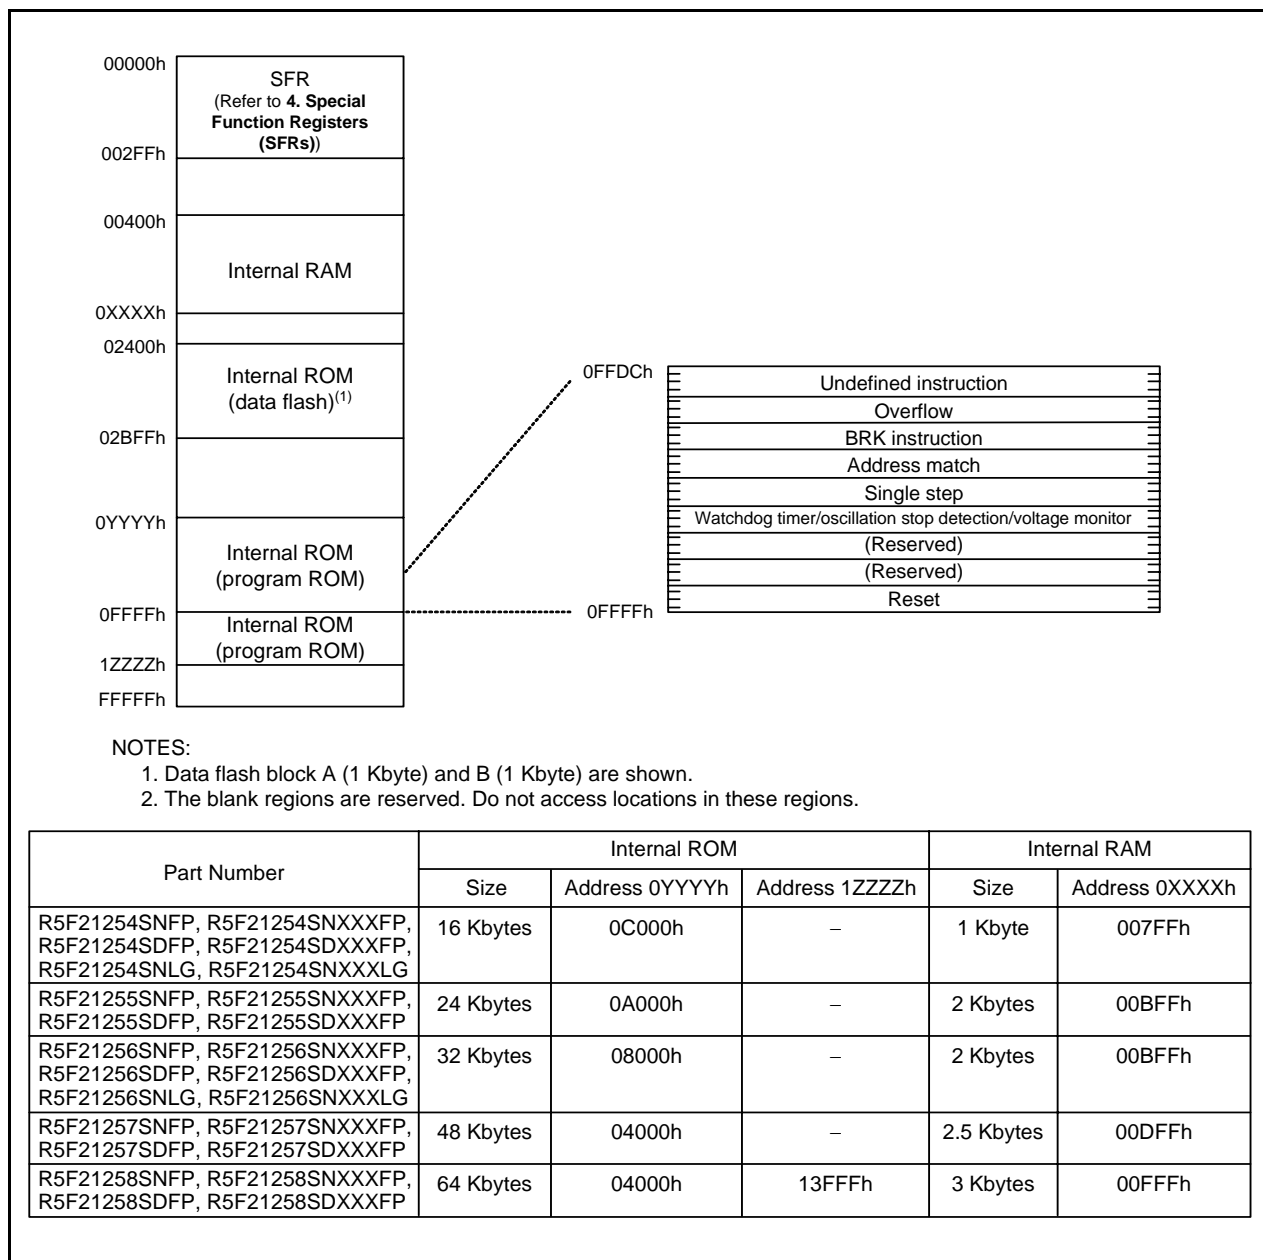 00000h
SFR
(Refer to 4. Special
Function Registers
(SFRs))
002FFh
00400h
Internal RAM
0XXXXh
02400h
Internal ROM
(data flash)(1)
02BFFh
0YYYYh
Internal ROM
(program ROM)
0FFFFh
Internal ROM
(program ROM)
1ZZZZh
FFFFFh
0FFDCh
Undefined instruction
Overflow
BRK instruction
Address match
Single step
Watchdog timer/oscillation stop detection/voltage monitor
(Reserved)
(Reserved)
Reset
0FFFFh
NOTES:
1. Data flash block A (1 Kbyte) and B (1 Kbyte) are shown.
2. The blank regions are reserved. Do not access locations in these regions.
Part Number Internal ROM Internal RAM
Size Address 0YYYYh Address 1ZZZZh Size Address 0XXXXh
R5F21254SNFP, R5F21254SNXXXFP, 16 Kbytes 0C000h – 1 Kbyte 007FFh
R5F21254SDFP, R5F21254SDXXXFP,
R5F21254SNLG, R5F21254SNXXXLG
R5F21255SNFP, R5F21255SNXXXFP, 24 Kbytes 0A000h – 2 Kbytes 00BFFh
R5F21255SDFP, R5F21255SDXXXFP
R5F21256SNFP, R5F21256SNXXXFP, 32 Kbytes 08000h – 2 Kbytes 00BFFh
R5F21256SDFP, R5F21256SDXXXFP,
R5F21256SNLG, R5F21256SNXXXLG
R5F21257SNFP, R5F21257SNXXXFP, 48 Kbytes 04000h – 2.5 Kbytes 00DFFh
R5F21257SDFP, R5F21257SDXXXFP
R5F21258SNFP, R5F21258SNXXXFP, 64 Kbytes 04000h 13FFFh 3 Kbytes 00FFFh
R5F21258SDFP, R5F21258SDXXXFP